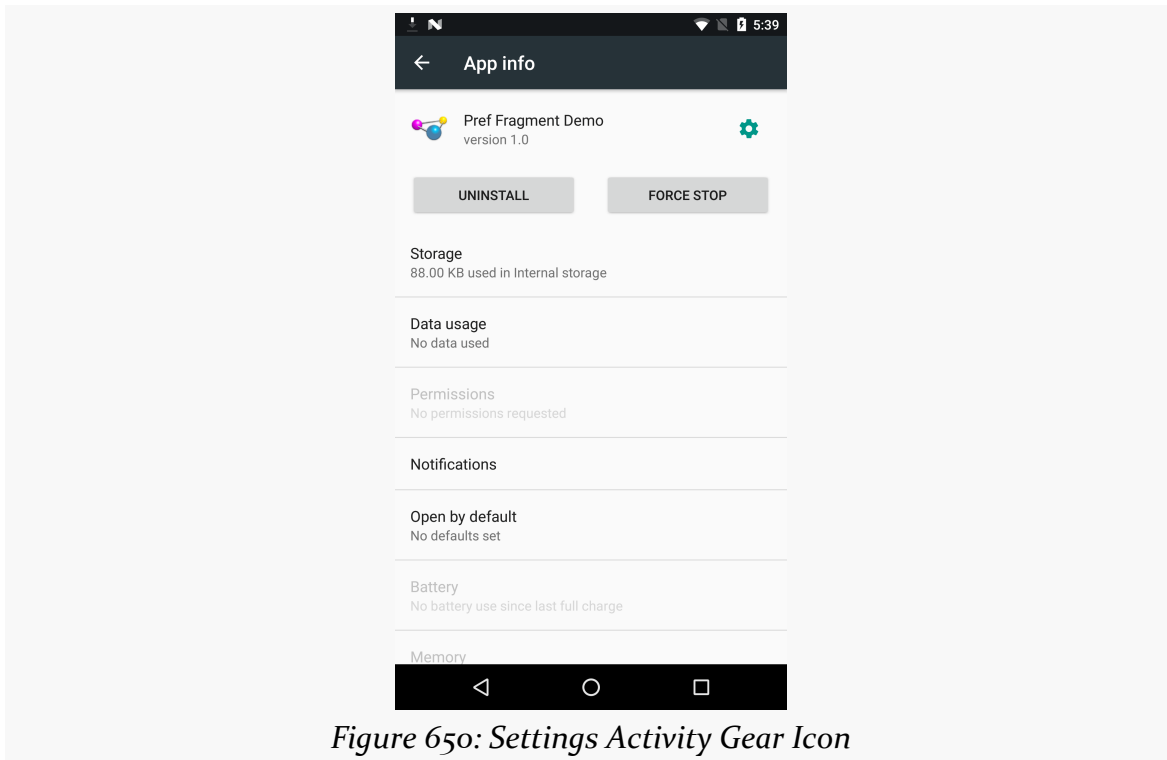 5:39
App info
Pref Fragment Demo
version 1.0
UNINSTALL
FORCE STOP
Storage
88.00 KB used in Internal storage
Data usage
No data used
Permissions
No permissions requested
Notifications
Open by default
No defaults set
Battery
No battery use since last full charge
Memory
Figure 650: Settings Activity Gear Icon